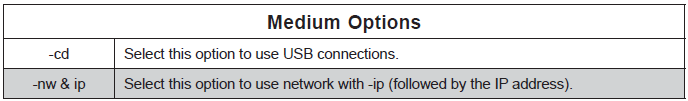 Medium Options
-cd Select this option to use USB connections.
-nw & ip Select this option to use network with -ip (followed by the IP address).